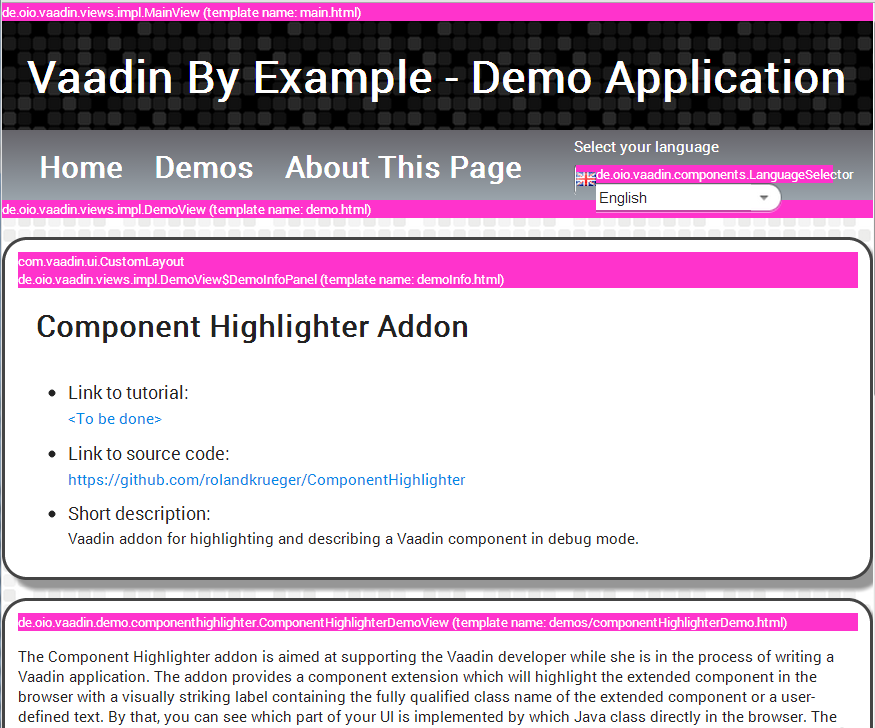 de.oio.vaadin.views.impl.MainView (template name: main.html)
Vaadin By Example - Demo Application
Home Demos About This Page
Select your language
de.oio.vaadin.components.LanguageSelector
English
de.oio.vaadin.views.impl.DemoView (template name: demo.html)
com.vaadin.ui.CustomLayout
de.oio.vaadin.views.impl.DemoView$DemoInfoPanel (template name: demoInfo.html)
Component Highlighter Addon
Link to tutorial:
<To be done>
Link to source code:
https://github.com/rolandkrueger/ComponentHighlighter
Short description:
Vaadin addon for highlighting and describing a Vaadin component in debug mode.
de.oio.vaadin.demo.componenthighlighter.ComponentHighlighterDemoView (template name: demos/componentHighlighterDemo.html)
The Component Highlighter addon is aimed at supporting the Vaadin developer while she is in the process of writing a
Vaadin application. The addon provides a component extension which will highlight the extended component in the
browser with a visually striking label containing the fully qualified class name of the extended component or a user-
defined text. By that, you can see which part of your UI is implemented by which Java class directly in the browser. The